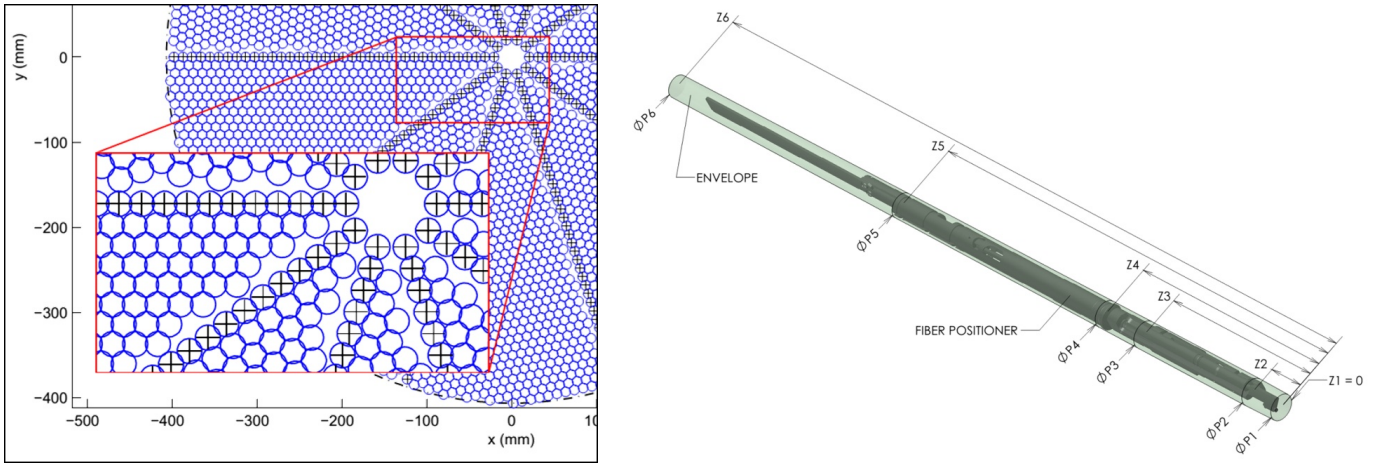 y (mm)
0
−100
−200
−300
−400
−500
−400
−300
−200
−100
0
10
x (mm)
Z6
ØP6
ENVELOPE
Z5
ØP5
Z4
Z3
FIBER POSITIONER
ØP4
ØP3
Z2
Z1 = 0
ØP2
ØP1